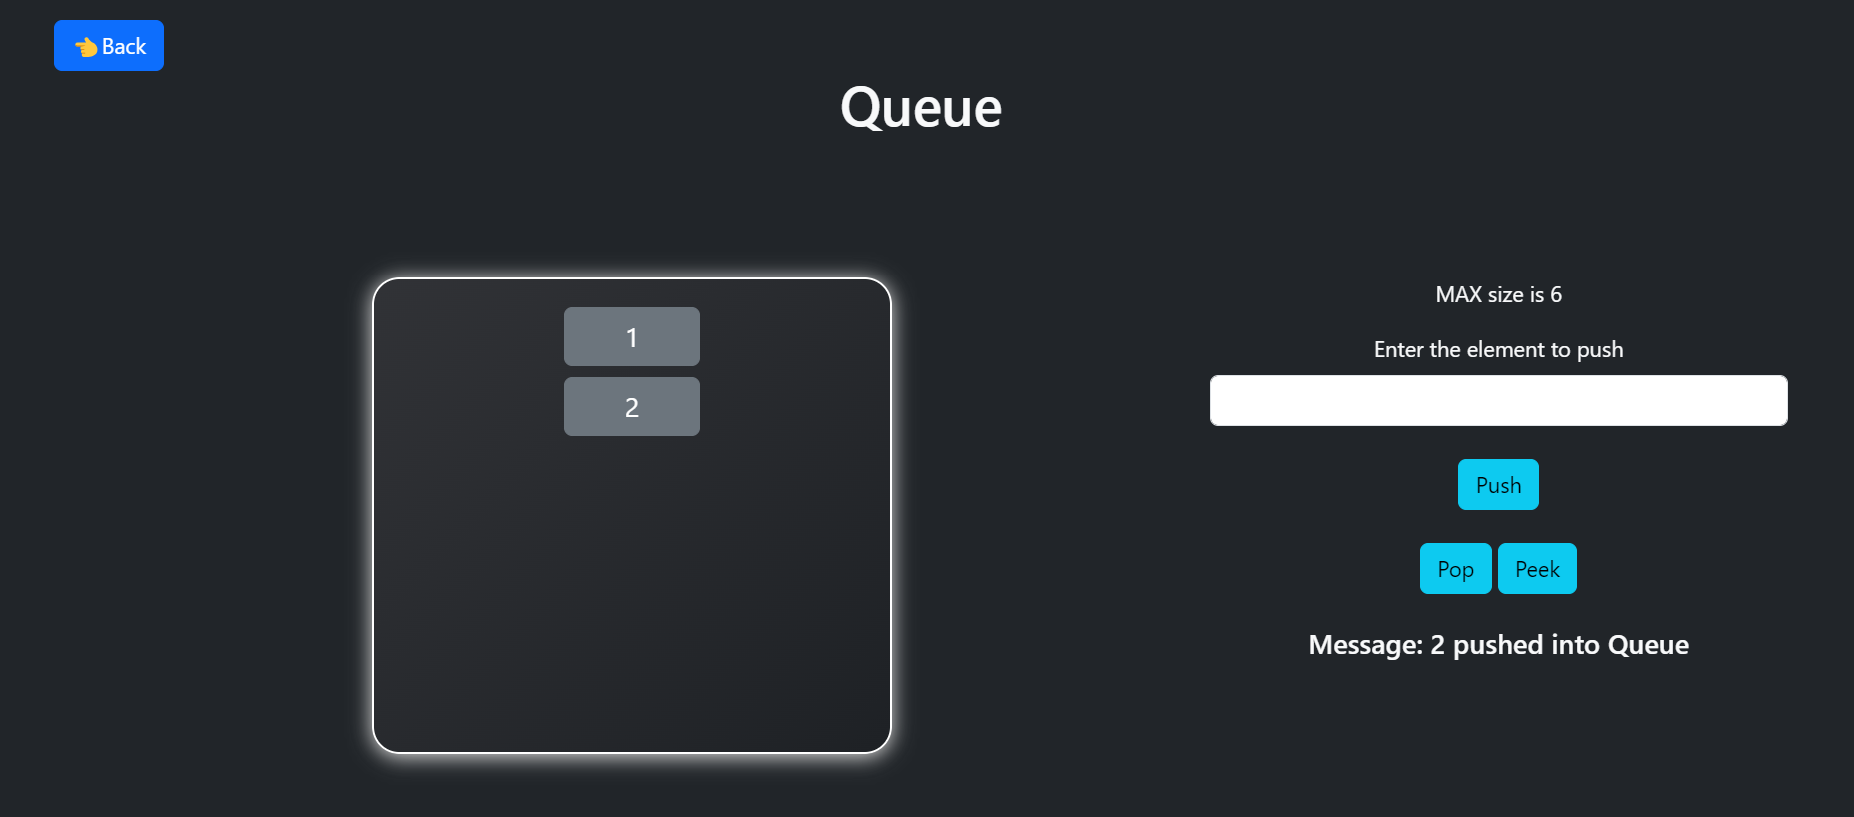 Back
Queue
1
2
MAX size is 6
Enter the element to push
Push
Pop Peek
Message: 2 pushed into Queue